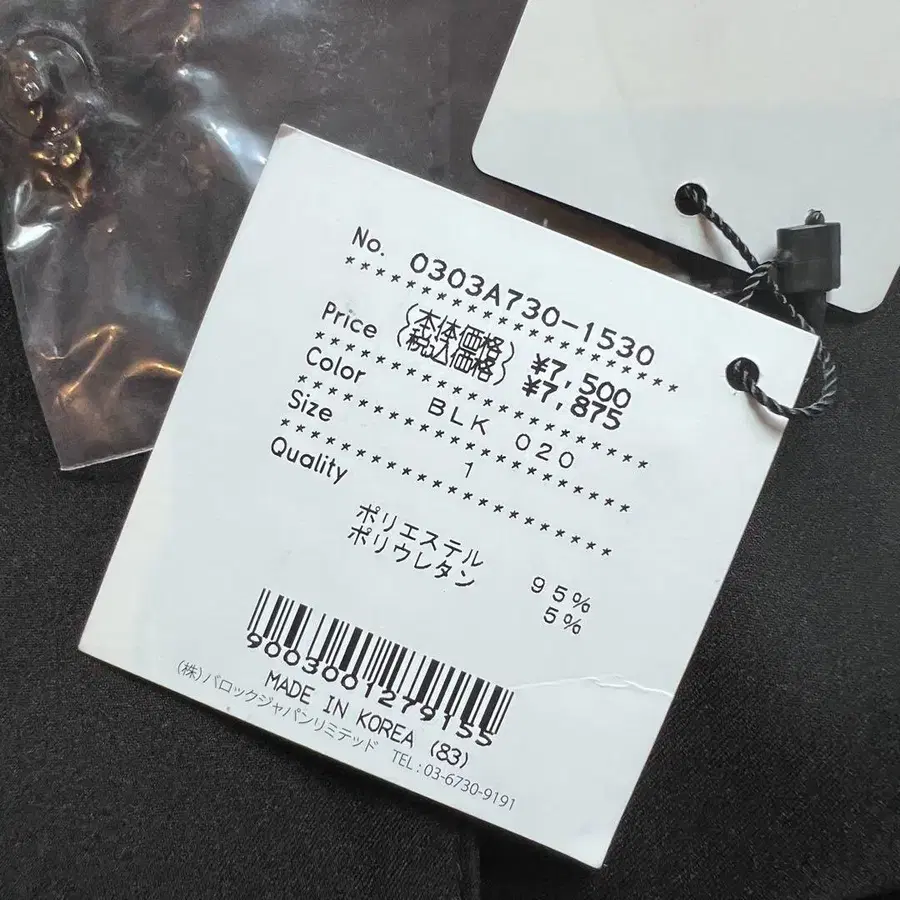 No. 0303A730-1530
********************
Price (本体価格) ¥7,500
(税込価格) ¥7,875
********************
Color BLK 020
********************
Size 1
********************
Quality
ポリエステル 95%
ポリウレタン 5%
9003001279155
MADE IN KOREA (83)
(株)バロックジャパンリミテッド TEL:03-6730-9191